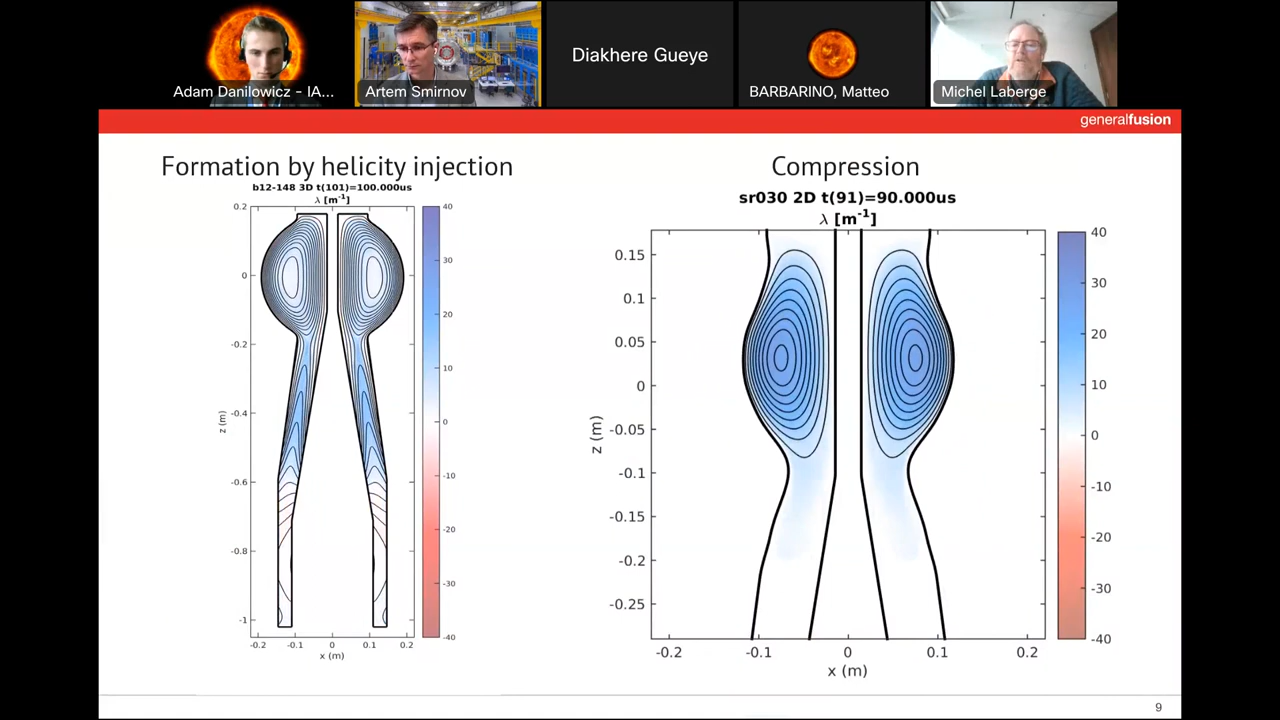 Adam Danilowicz - IA...
Artem Smirnov
Diakhere Gueye
BARBARINO, Matteo
Michel Laberge
generalfusion
Formation by helicity injection
b12-148 3D t(101)=100.000us
λ [m⁻¹]
0.2
0
-0.2
-0.4
-0.6
-0.8
-1
z (m)
-0.2
-0.1
0
0.1
0.2
x (m)
40
30
20
10
0
-10
-20
-30
-40
Compression
sr030 2D t(91)=90.000us
λ [m⁻¹]
0.15
0.1
0.05
0
-0.05
-0.1
-0.15
-0.2
-0.25
z (m)
-0.2
-0.1
0
0.1
0.2
x (m)
40
30
20
10
0
-10
-20
-30
-40
9